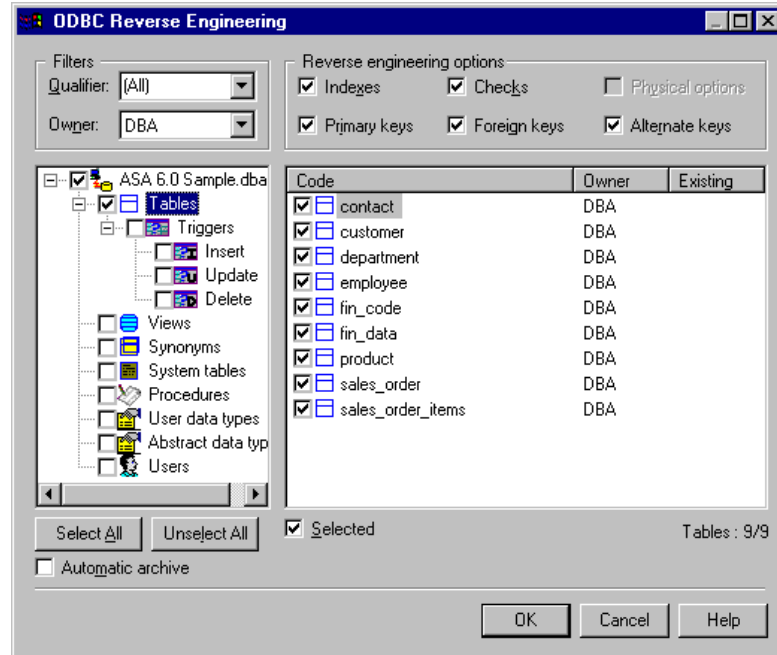 ODBC Reverse Engineering
Filters
Qualifier: (All)
Owner: DBA
Reverse engineering options
Indexes Checks Physical options
Primary keys Foreign keys Alternate keys
ASA 6.0 Sample.dba
Tables
Triggers
Insert
Update
Delete
Views
Synonyms
System tables
Procedures
User data types
Abstract data typ
Users
Code Owner Existing
contact DBA
customer DBA
department DBA
employee DBA
fin_code DBA
fin_data DBA
product DBA
sales_order DBA
sales_order_items DBA
Select All Unselect All
Selected Tables : 9/9
Automatic archive
OK Cancel Help